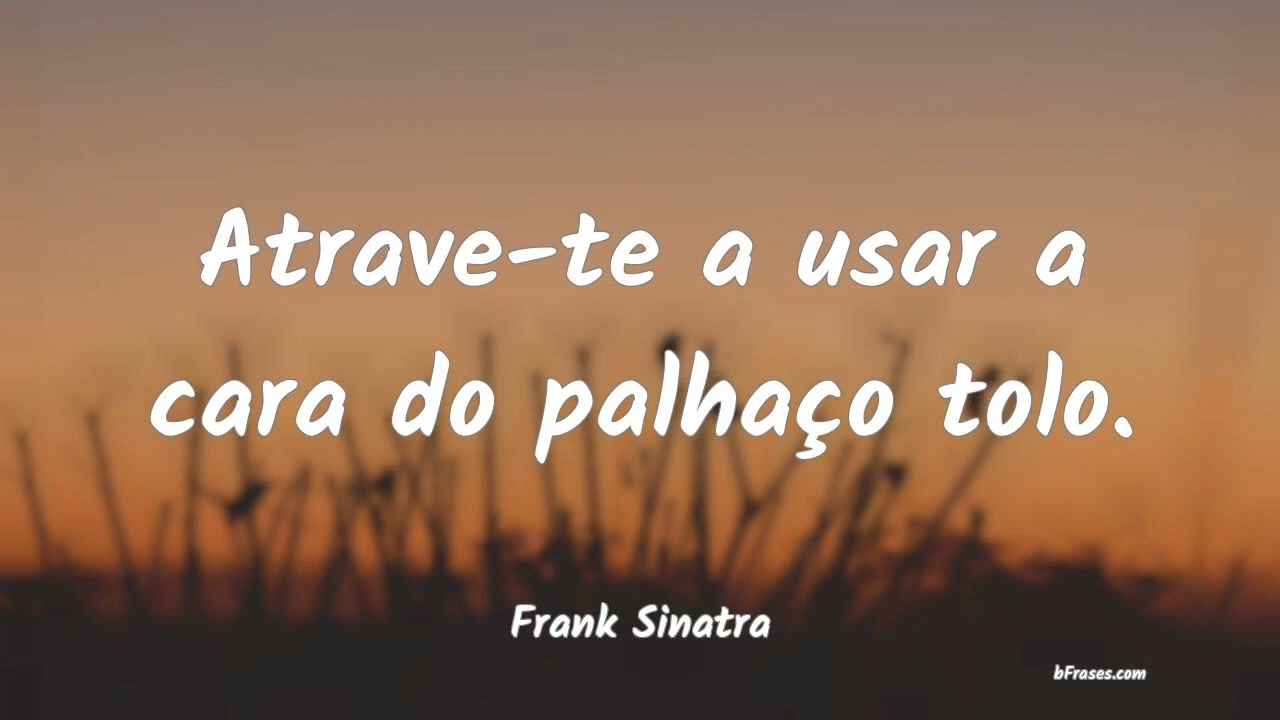 Atrave-te a usar a
cara do palhaço tolo.
Frank Sinatra
bFrases.com